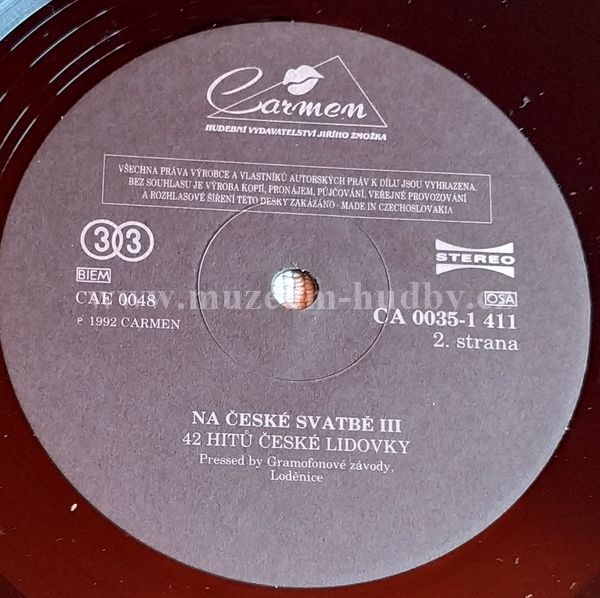 Carmen
HUDEBNÍ VYDAVATELSTVÍ JIŘÍHO ZMOŽKA
VŠECHNA PRÁVA VÝROBCE A VLASTNÍKŮ AUTORSKÝCH PRÁV K DÍLU JSOU VYHRAZENA.
BEZ SOUHLASU JE VÝROBA KOPIÍ, PRONÁJEM, PŮJČOVÁNÍ, VEŘEJNÉ PROVOZOVÁNÍ
A ROZHLASOVÉ ŠÍŘENÍ TÉTO DESKY ZAKÁZÁNO · MADE IN CZECHOSLOVAKIA
33
STEREO
BIEM
OSA
CAE 0048
CA 0035-1 411
℗ 1992 CARMEN
2. strana
www.muzeum-hudby.cz
NA ČESKÉ SVATBĚ III
42 HITŮ ČESKÉ LIDOVKY
Pressed by Gramofonové závody,
Loděnice